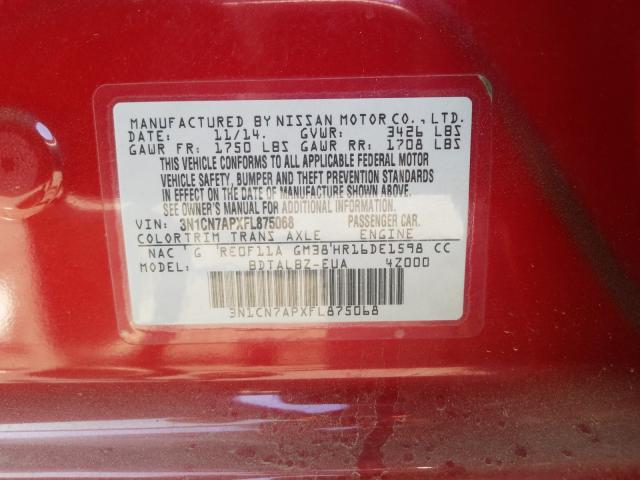 MANUFACTURED BY NISSAN MOTOR CO., LTD.
DATE: 11/14. GVWR: 3426 LBS
GAWR FR: 1750 LBS GAWR RR: 1708 LBS
THIS VEHICLE CONFORMS TO ALL APPLICABLE FEDERAL MOTOR
VEHICLE SAFETY, BUMPER AND THEFT PREVENTION STANDARDS
IN EFFECT ON THE DATE OF MANUFACTURE SHOWN ABOVE.
SEE OWNER'S MANUAL FOR ADDITIONAL INFORMATION.
VIN: 3N1CN7APXFL875068 PASSENGER CAR.
COLOR TRIM TRANS AXLE ENGINE
NAC G RE0F11A GM38 HR16DE1598 CC
MODEL: BDTALBZ-EUA 4Z000
3N1CN7APXFL875068